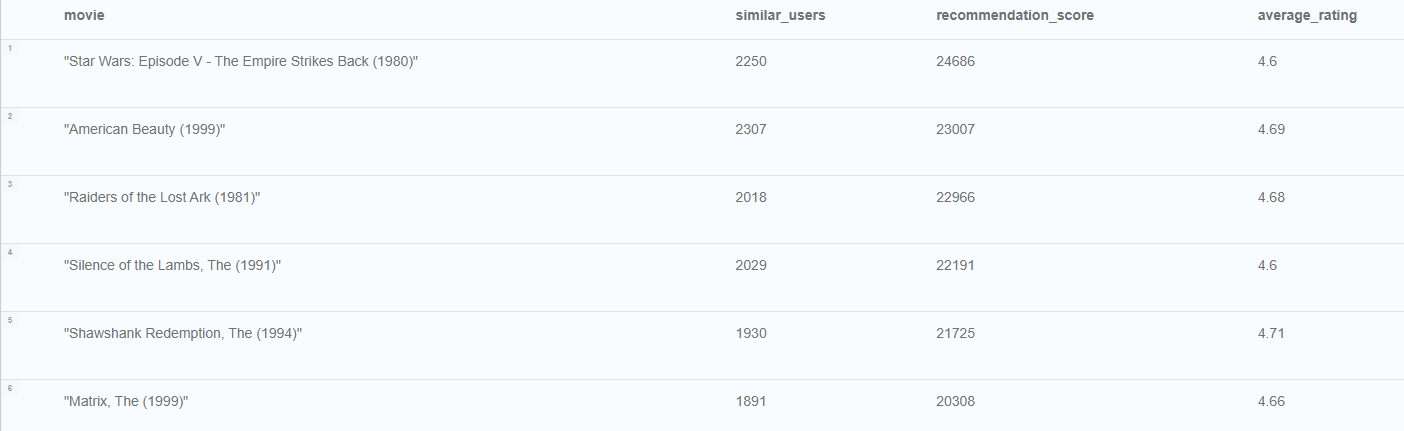 movie similar_users recommendation_score average_rating
1 "Star Wars: Episode V - The Empire Strikes Back (1980)" 2250 24686 4.6
2 "American Beauty (1999)" 2307 23007 4.69
3 "Raiders of the Lost Ark (1981)" 2018 22966 4.68
4 "Silence of the Lambs, The (1991)" 2029 22191 4.6
5 "Shawshank Redemption, The (1994)" 1930 21725 4.71
6 "Matrix, The (1999)" 1891 20308 4.66